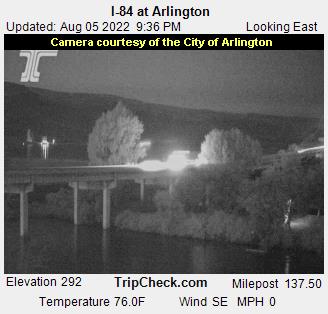 I-84 at Arlington
Updated: Aug 05 2022 9:36 PM Looking East
Camera courtesy of the City of Arlington
Elevation 292 TripCheck.com Milepost 137.50
Temperature 76.0F Wind SE MPH 0